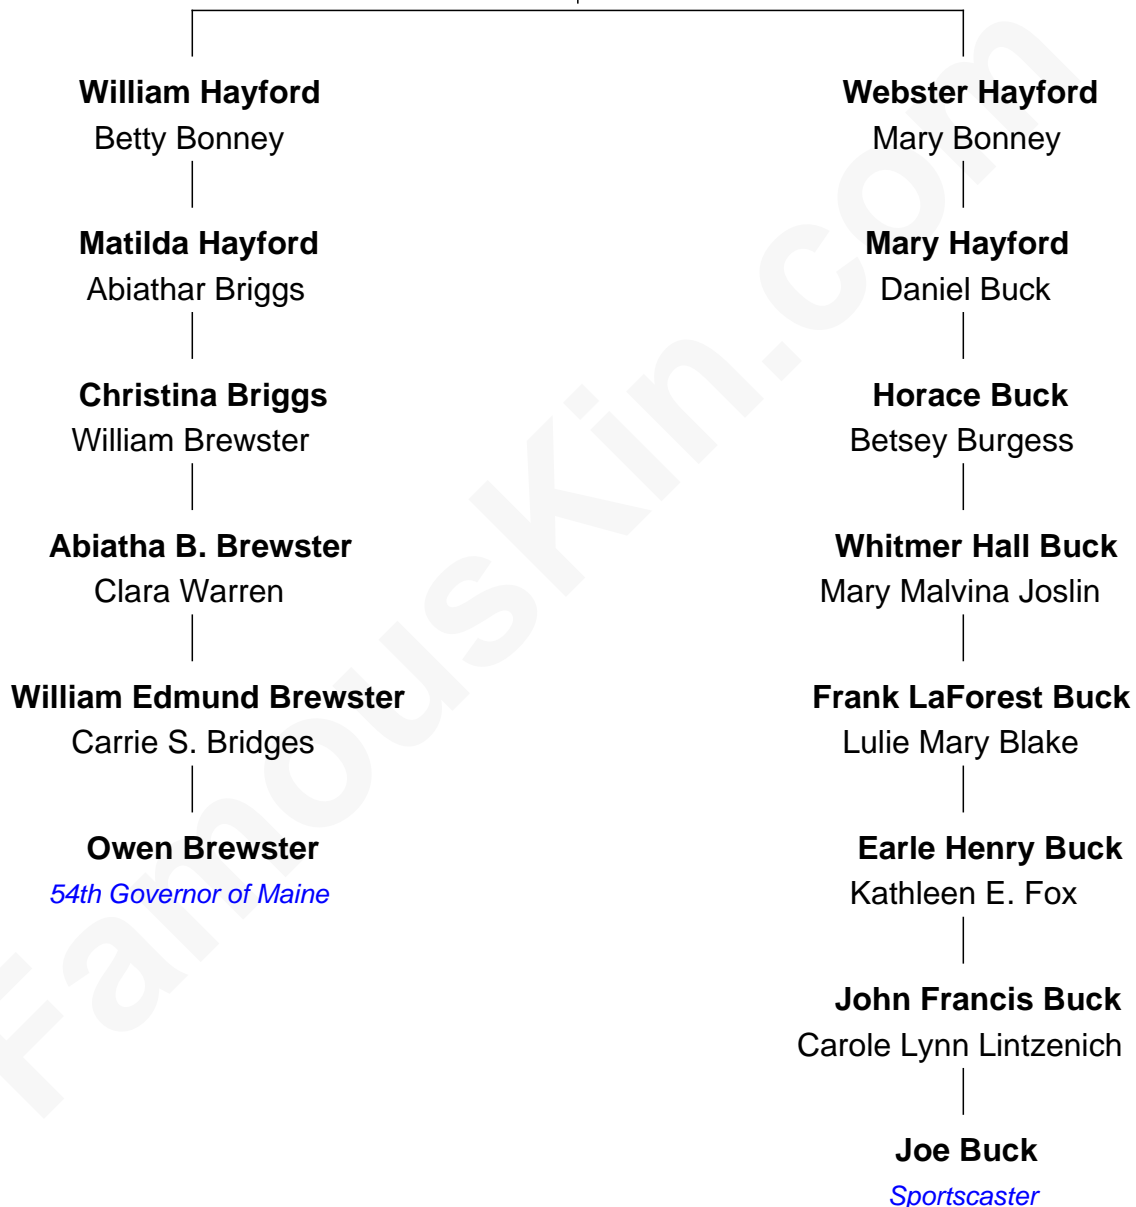 William Hayford
Betty Bonney
Matilda Hayford
Abiathar Briggs
Christina Briggs
William Brewster
Abiatha B. Brewster
Clara Warren
William Edmund Brewster
Carrie S. Bridges
Owen Brewster
54th Governor of Maine
Webster Hayford
Mary Bonney
Mary Hayford
Daniel Buck
Horace Buck
Betsey Burgess
Whitmer Hall Buck
Mary Malvina Joslin
Frank LaForest Buck
Lulie Mary Blake
Earle Henry Buck
Kathleen E. Fox
John Francis Buck
Carole Lynn Lintzenich
Joe Buck
Sportscaster
FamousKin.com